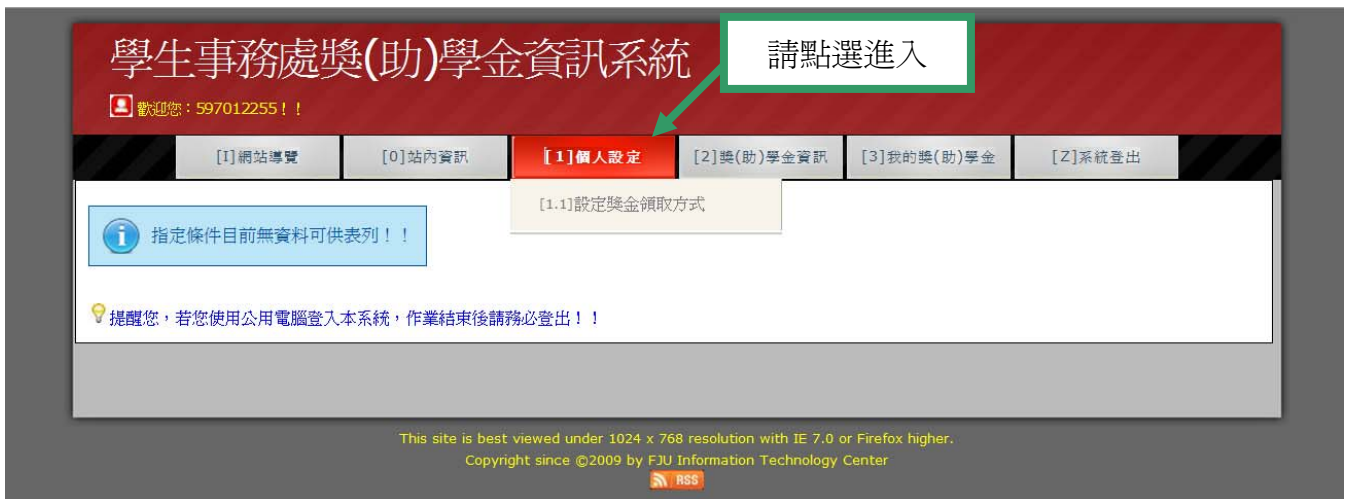 學生事務處獎(助)學金資訊系統
請點選進入
歡迎您：597012255！！
[I]網站導覽 [0]站內資訊 [1]個人設定 [2]獎(助)學金資訊 [3]我的獎(助)學金 [Z]系統登出
[1.1]設定獎金領取方式
指定條件目前無資料可供表列！！
提醒您，若您使用公用電腦登入本系統，作業結束後請務必登出！！
This site is best viewed under 1024 x 768 resolution with IE 7.0 or Firefox higher.
Copyright since ©2009 by FJU Information Technology Center
RSS